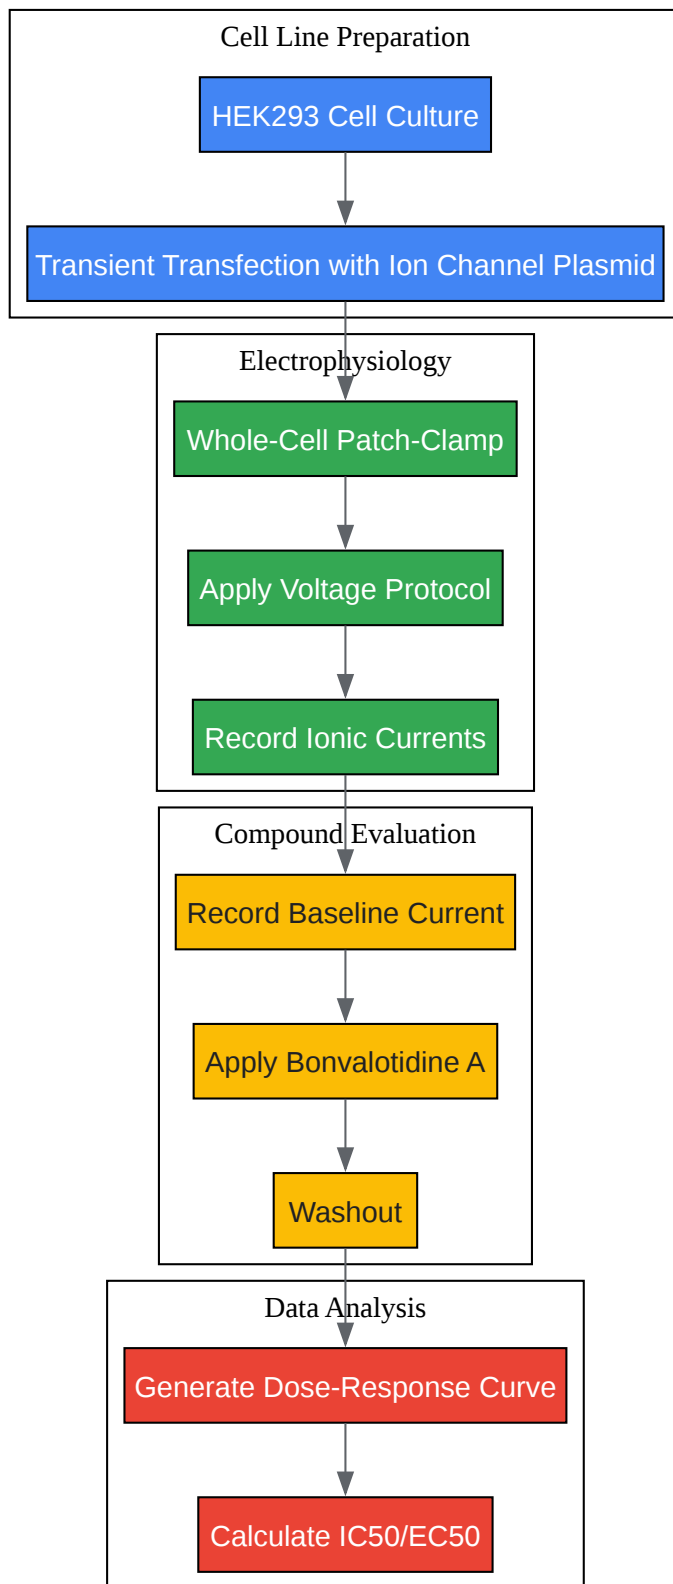 Cell Line Preparation
HEK293 Cell Culture
Transient Transfection with Ion Channel Plasmid
Electrophysiology
Whole-Cell Patch-Clamp
Apply Voltage Protocol
Record Ionic Currents
Compound Evaluation
Record Baseline Current
Apply Bonvalotidine A
Washout
Data Analysis
Generate Dose-Response Curve
Calculate IC50/EC50